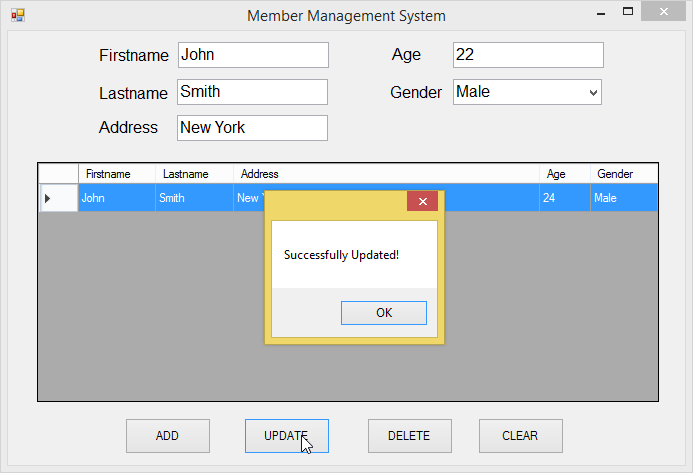 Member Management System
Firstname John Age 22
Lastname Smith Gender Male
Address New York
Firstname Lastname Address Age Gender
John Smith New 24 Male
Successfully Updated!
OK
ADD UPDATE DELETE CLEAR